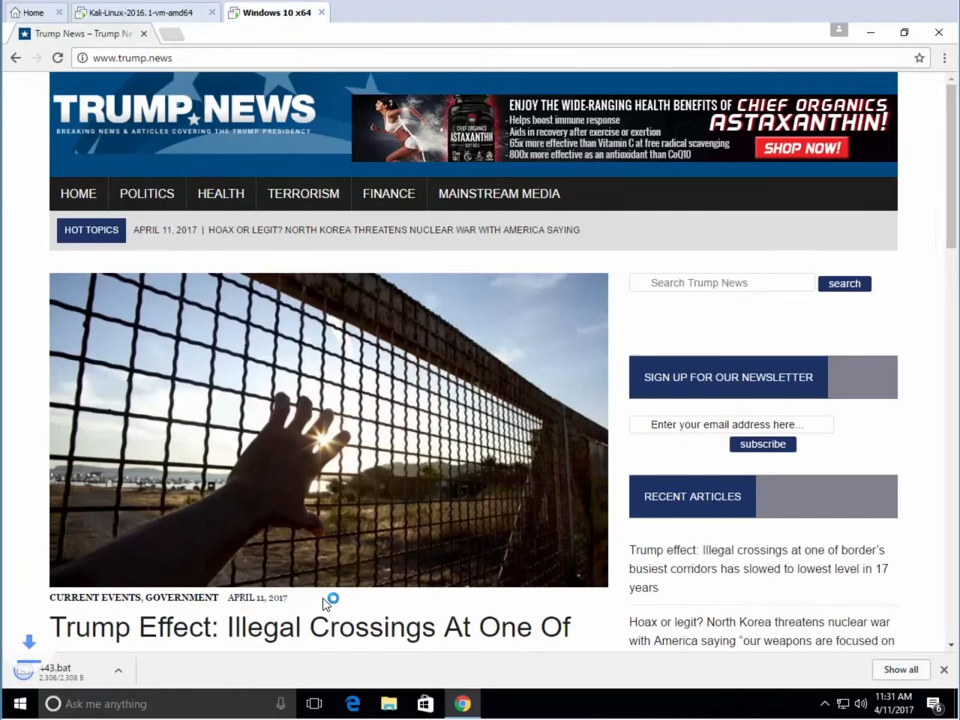 Home
Kali-Linux-2016.1-vm-amd64
Windows 10 x64
Trump News – Trump Ne
www.trump.news
TRUMP.NEWS
BREAKING NEWS & ARTICLES COVERING THE TRUMP PRESIDENCY
ENJOY THE WIDE-RANGING HEALTH BENEFITS OF CHIEF ORGANICS
ASTAXANTHIN!
- Helps boost immune response
- Aids in recovery after exercise or exertion
- 65x more effective than Vitamin C at free radical scavenging
- 800x more effective as an antioxidant than CoQ10
SHOP NOW!
CHIEF ORGANICS
ASTAXANTHIN
HOME
POLITICS
HEALTH
TERRORISM
FINANCE
MAINSTREAM MEDIA
HOT TOPICS
APRIL 11, 2017 | HOAX OR LEGIT? NORTH KOREA THREATENS NUCLEAR WAR WITH AMERICA SAYING
Search Trump News
search
SIGN UP FOR OUR NEWSLETTER
Enter your email address here...
subscribe
RECENT ARTICLES
Trump effect: Illegal crossings at one of border's
busiest corridors has slowed to lowest level in 17
years
Hoax or legit? North Korea threatens nuclear war
with America saying “our weapons are focused on
CURRENT EVENTS, GOVERNMENT APRIL 11, 2017
Trump Effect: Illegal Crossings At One Of
443.bat
2,308/2,308 B
Show all
Ask me anything
11:31 AM
4/11/2017